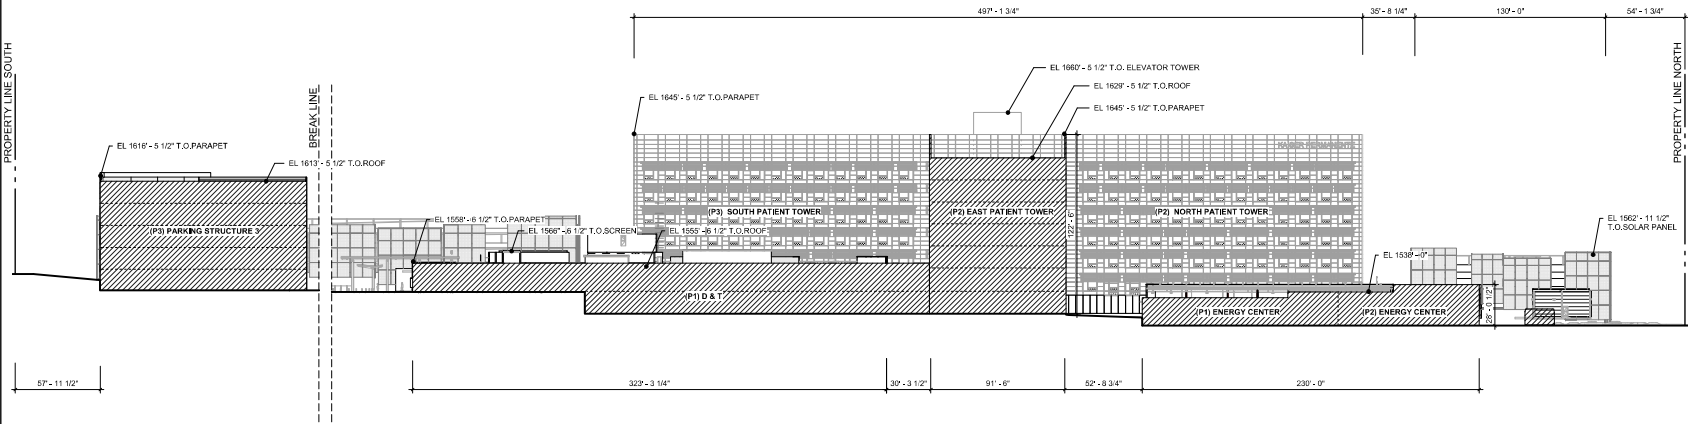 497' - 1 3/4"
35' - 8 1/4"
130' - 0"
54' - 1 3/4"
PROPERTY LINE SOUTH
BREAK LINE
PROPERTY LINE NORTH
EL 1660' - 5 1/2" T.O. ELEVATOR TOWER
EL 1629' - 5 1/2" T.O.ROOF
EL 1645' - 5 1/2" T.O.PARAPET
EL 1645' - 5 1/2" T.O.PARAPET
EL 1616' - 5 1/2" T.O.PARAPET
EL 1613' - 5 1/2" T.O.ROOF
EL 1558' - 6 1/2" T.O.PARAPET
EL 1566" - 6 1/2" T.O.SCREEN
EL 1555' - 6 1/2" T.O.ROOF
(P3) SOUTH PATIENT TOWER
(P2) EAST PATIENT TOWER
(P2) NORTH PATIENT TOWER
122' - 6"
EL 1562' - 11 1/2"
T.O.SOLAR PANEL
(P3) PARKING STRUCTURE 3
EL 1538' - 0"
(P1) D & T
(P1) ENERGY CENTER
(P2) ENERGY CENTER
28' - 0 1/2"
57' - 11 1/2"
323' - 3 1/4"
30' - 3 1/2"
91' - 6"
52' - 8 3/4"
230' - 0"